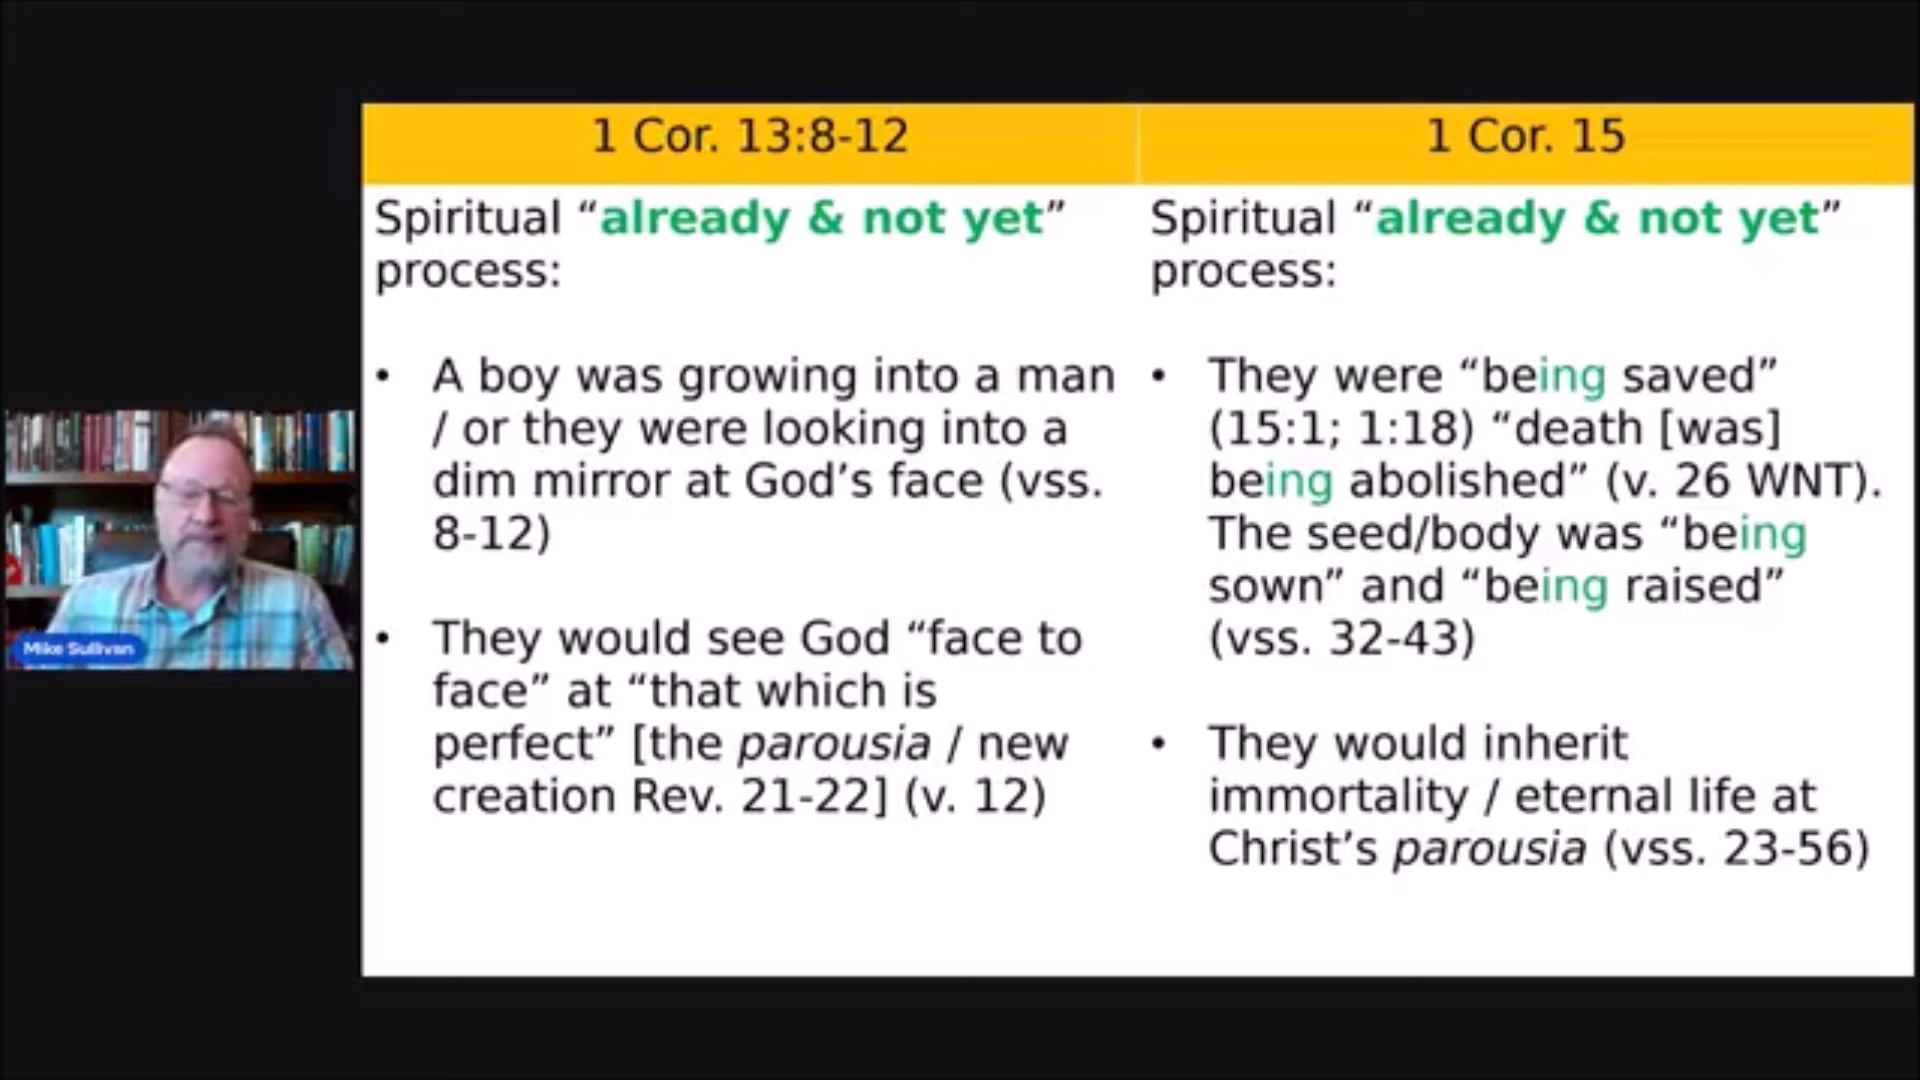 1 Cor. 13:8-12
Spiritual “already & not yet”
process:
• A boy was growing into a man
/ or they were looking into a
dim mirror at God’s face (vss.
8-12)
• They would see God “face to
face” at “that which is
perfect” [the parousia / new
creation Rev. 21-22] (v. 12)
1 Cor. 15
Spiritual “already & not yet”
process:
• They were “being saved”
(15:1; 1:18) “death [was]
being abolished” (v. 26 WNT).
The seed/body was “being
sown” and “being raised”
(vss. 32-43)
• They would inherit
immortality / eternal life at
Christ’s parousia (vss. 23-56)
Mike Sullivan